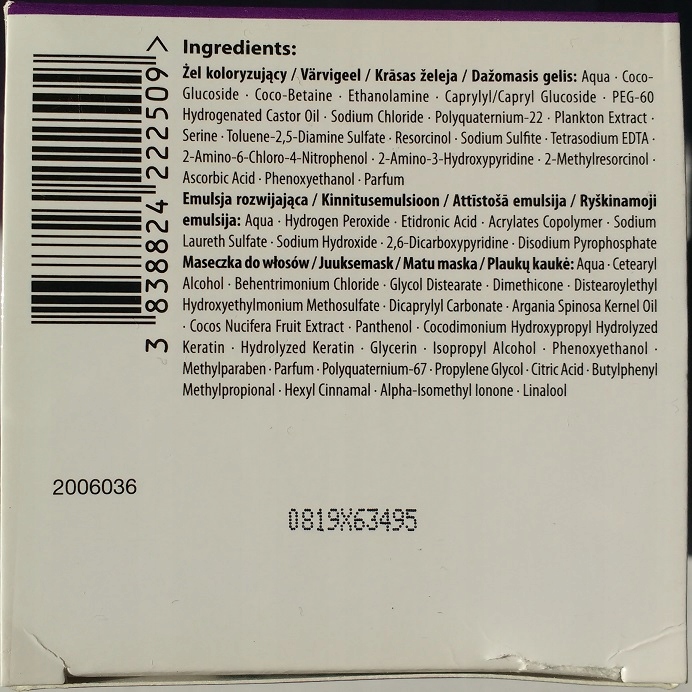 Ingredients:
Żel koloryzujący / Värvigeel / Krāsas želeja / Dažomasis gelis: Aqua · Coco-
Glucoside · Coco-Betaine · Ethanolamine · Caprylyl/Capryl Glucoside · PEG-60
Hydrogenated Castor Oil · Sodium Chloride · Polyquaternium-22 · Plankton Extract ·
Serine · Toluene-2,5-Diamine Sulfate · Resorcinol · Sodium Sulfite · Tetrasodium EDTA ·
2-Amino-6-Chloro-4-Nitrophenol · 2-Amino-3-Hydroxypyridine · 2-Methylresorcinol ·
Ascorbic Acid · Phenoxyethanol · Parfum
Emulsja rozwijająca / Kinnitusemulsioon / Attīstošā emulsija / Ryškinamoji
emulsija: Aqua · Hydrogen Peroxide · Etidronic Acid · Acrylates Copolymer · Sodium
Laureth Sulfate · Sodium Hydroxide · 2,6-Dicarboxypyridine · Disodium Pyrophosphate
Maseczka do włosów / Juuksemask / Matu maska / Plaukų kaukė: Aqua · Cetearyl
Alcohol · Behentrimonium Chloride · Glycol Distearate · Dimethicone · Distearoylethyl
Hydroxyethylmonium Methosulfate · Dicaprylyl Carbonate · Argania Spinosa Kernel Oil
· Cocos Nucifera Fruit Extract · Panthenol · Cocodimonium Hydroxypropyl Hydrolyzed
Keratin · Hydrolyzed Keratin · Glycerin · Isopropyl Alcohol · Phenoxyethanol ·
Methylparaben · Parfum · Polyquaternium-67 · Propylene Glycol · Citric Acid · Butylphenyl
Methylpropional · Hexyl Cinnamal · Alpha-Isomethyl Ionone · Linalool
3 838824 222509 >
2006036
0819X63495